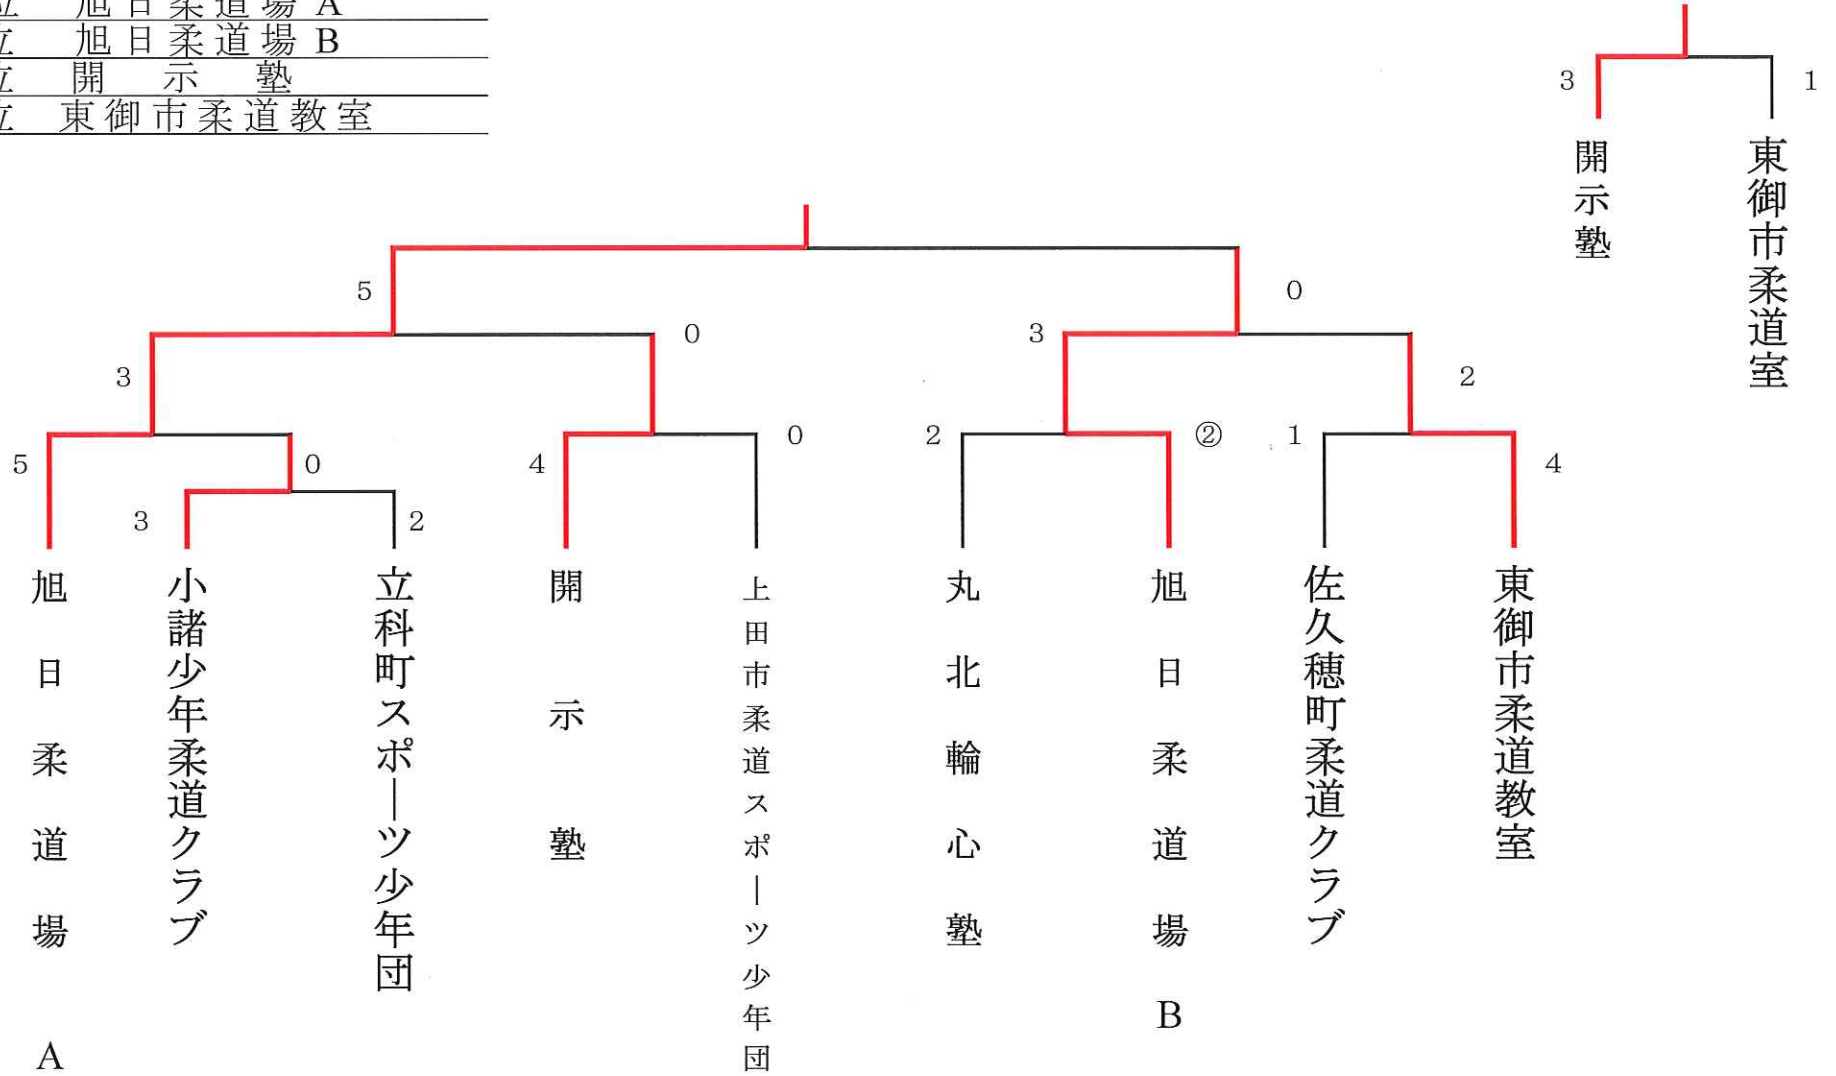 位 旭日柔道場 A
位 旭日柔道場 B
位 開示塾
位 東御市柔道教室
3
1
開示塾
東御市柔道室
5
0
3
0
3
2
5
0
4
0
2
②
1
4
3
2
旭日柔道場 A
小諸少年柔道クラブ
立科町スポーツ少年団
開示塾
上田市柔道スポーツ少年団
丸北輪心塾
旭日柔道場 B
佐久穂町柔道クラブ
東御市柔道教室